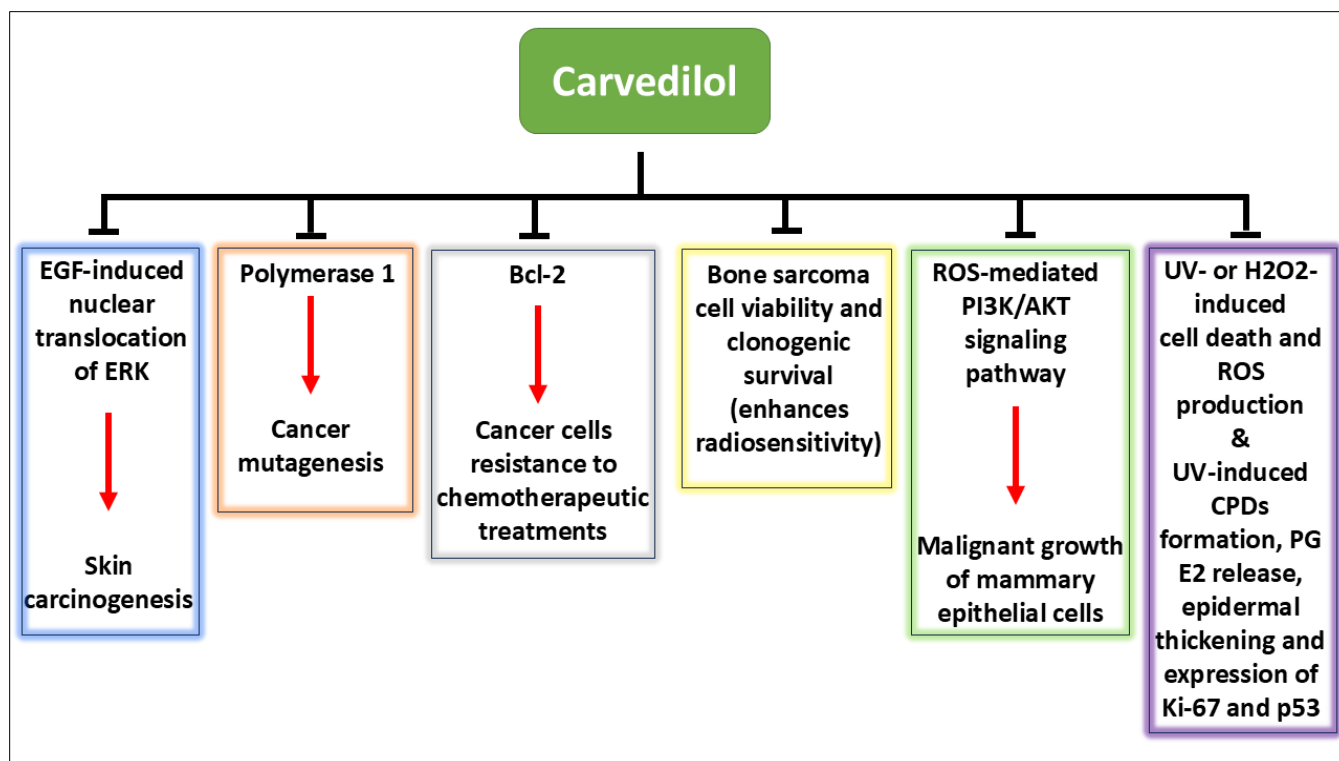 Carvedilol
EGF-induced
nuclear
translocation
of ERK
Skin
carcinogenesis
Polymerase 1
Cancer
mutagenesis
Bcl-2
Cancer cells
resistance to
chemotherapeutic
treatments
Bone sarcoma
cell viability and
clonogenic
survival
(enhances
radiosensitivity)
ROS-mediated
PI3K/AKT
signaling
pathway
Malignant growth
of mammary
epithelial cells
UV- or H2O2-
induced
cell death and
ROS
production
&
UV-induced
CPDs
formation, PG
E2 release,
epidermal
thickening and
expression of
Ki-67 and p53